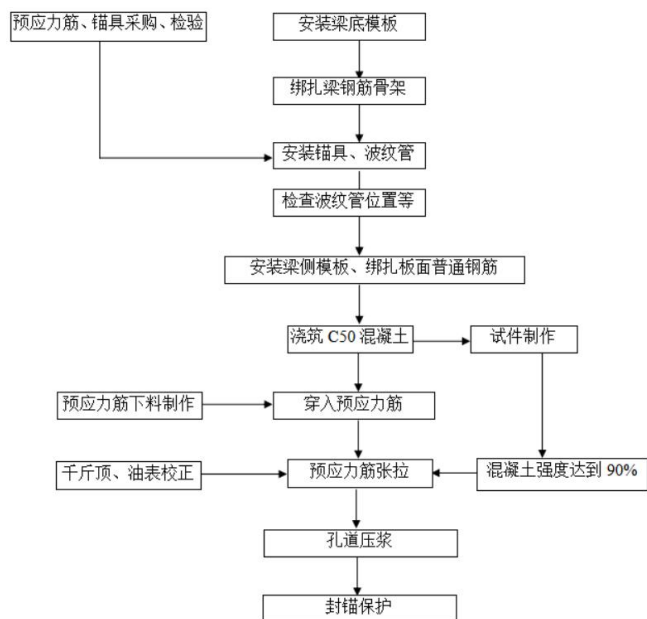 预应力筋、锚具采购、检验
安装梁底模板
绑扎梁钢筋骨架
安装锚具、波纹管
检查波纹管位置等
安装梁侧模板、绑扎板面普通钢筋
浇筑 C50 混凝土
试件制作
预应力筋下料制作
穿入预应力筋
千斤顶、油表校正
预应力筋张拉
混凝土强度达到 90%
孔道压浆
封锚保护